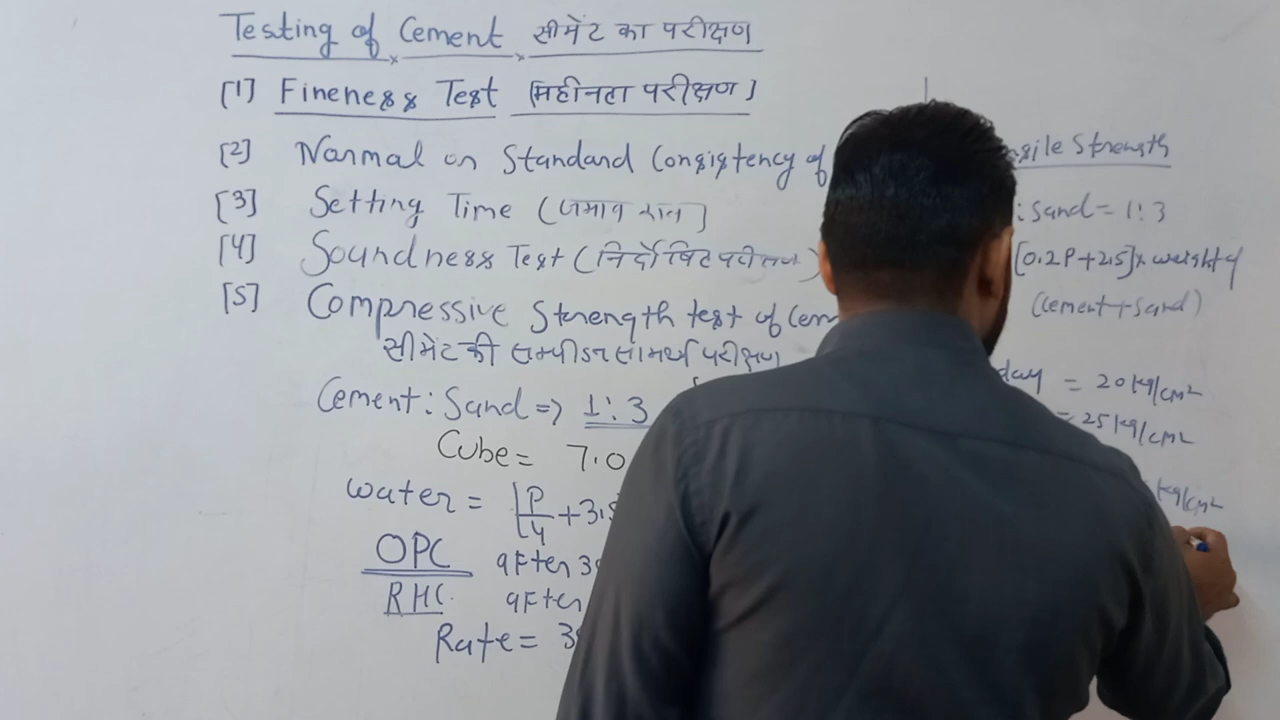 Testing of Cement सीमेंट का परीक्षण
[1] Fineness Test [महीनता परीक्षण]
[2] Normal or Standard Consistency of
[3] Setting Time (जमाव काल]
[4] Soundness Test (निर्दोषिट परीक्षण)
[5] Compressive Strength test of Cem
सीमेंट की सम्पीडन सामर्थ परीक्षण
Cement : Sand => 1:3
Cube = 7.0
water = [P/4 + 3.5
OPC after 3
RHC. after
Rate = 35
nsile Strength
: Sand = 1:3
[0.2P+2.5]x weight of
(Cement+Sand)
day = 20 kg/cm²
= 25 kg/cm²
kg/cm²